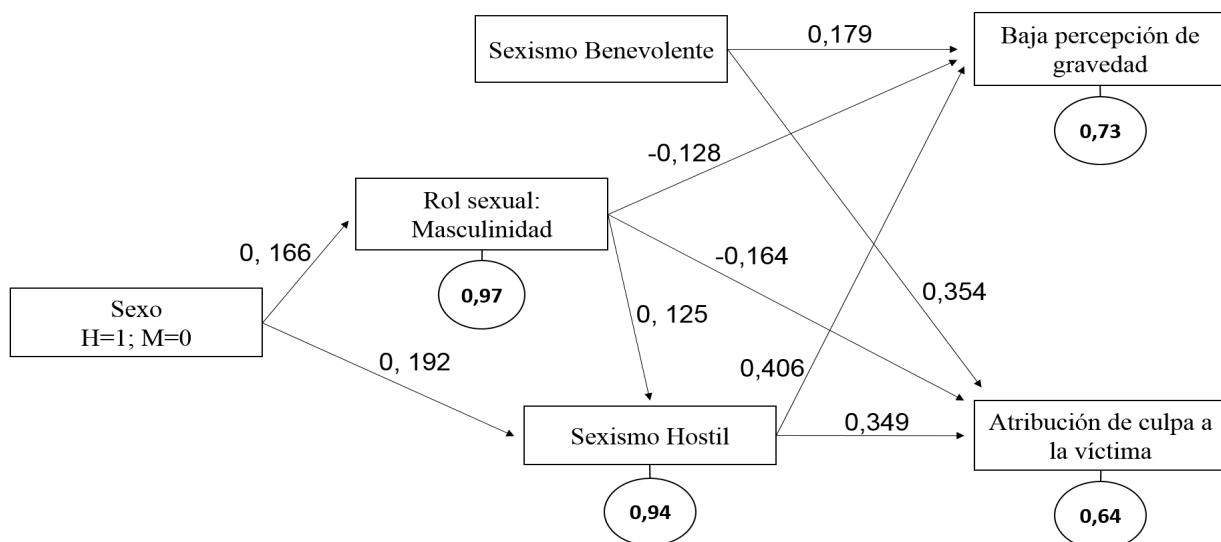 Sexismo Benevolente
0,179
Baja percepción de
gravedad
0,73
-0,128
Rol sexual:
Masculinidad
0,97
0, 166
Sexo
H=1; M=0
0, 192
0, 125
-0,164
0,354
0,406
Sexismo Hostil
0,94
0,349
Atribución de culpa a
la víctima
0,64